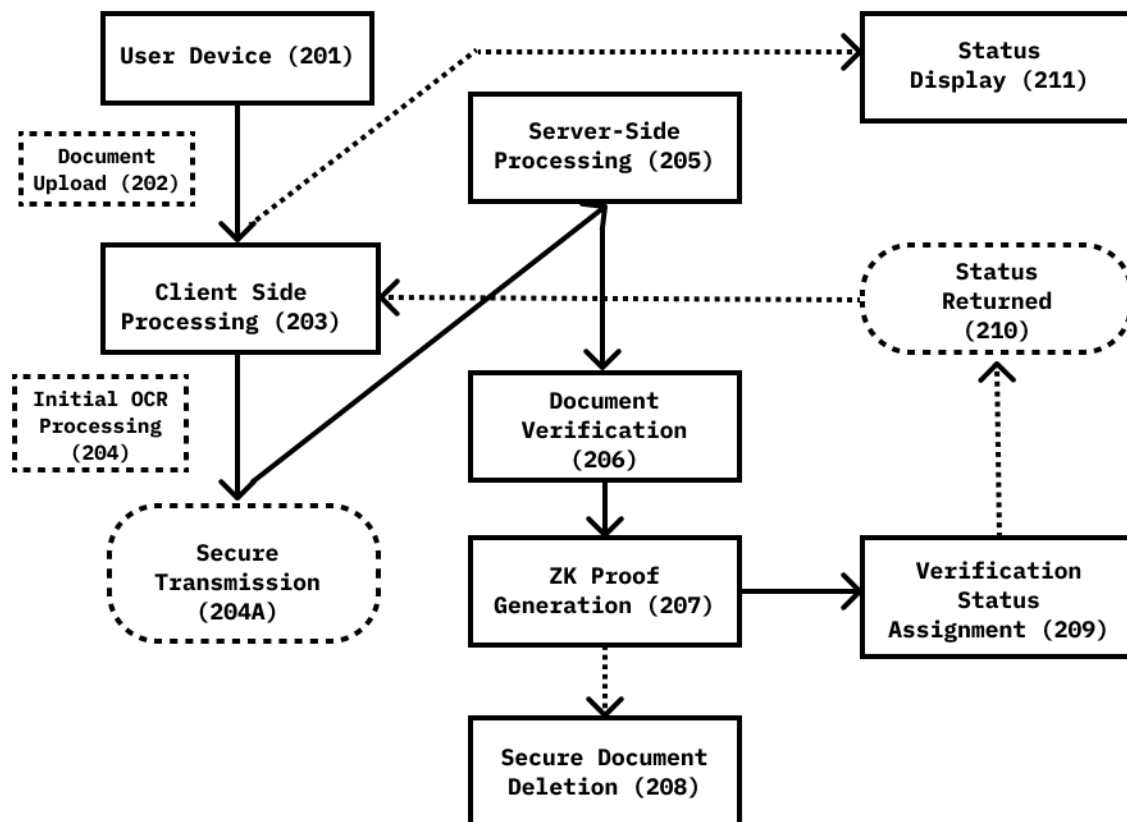 User Device (201)
Status
Display (211)
Document
Upload (202)
Server-Side
Processing (205)
Client Side
Processing (203)
Status
Returned
(210)
Initial OCR
Processing
(204)
Document
Verification
(206)
Secure
Transmission
(204A)
ZK Proof
Generation (207)
Verification
Status
Assignment (209)
Secure Document
Deletion (208)